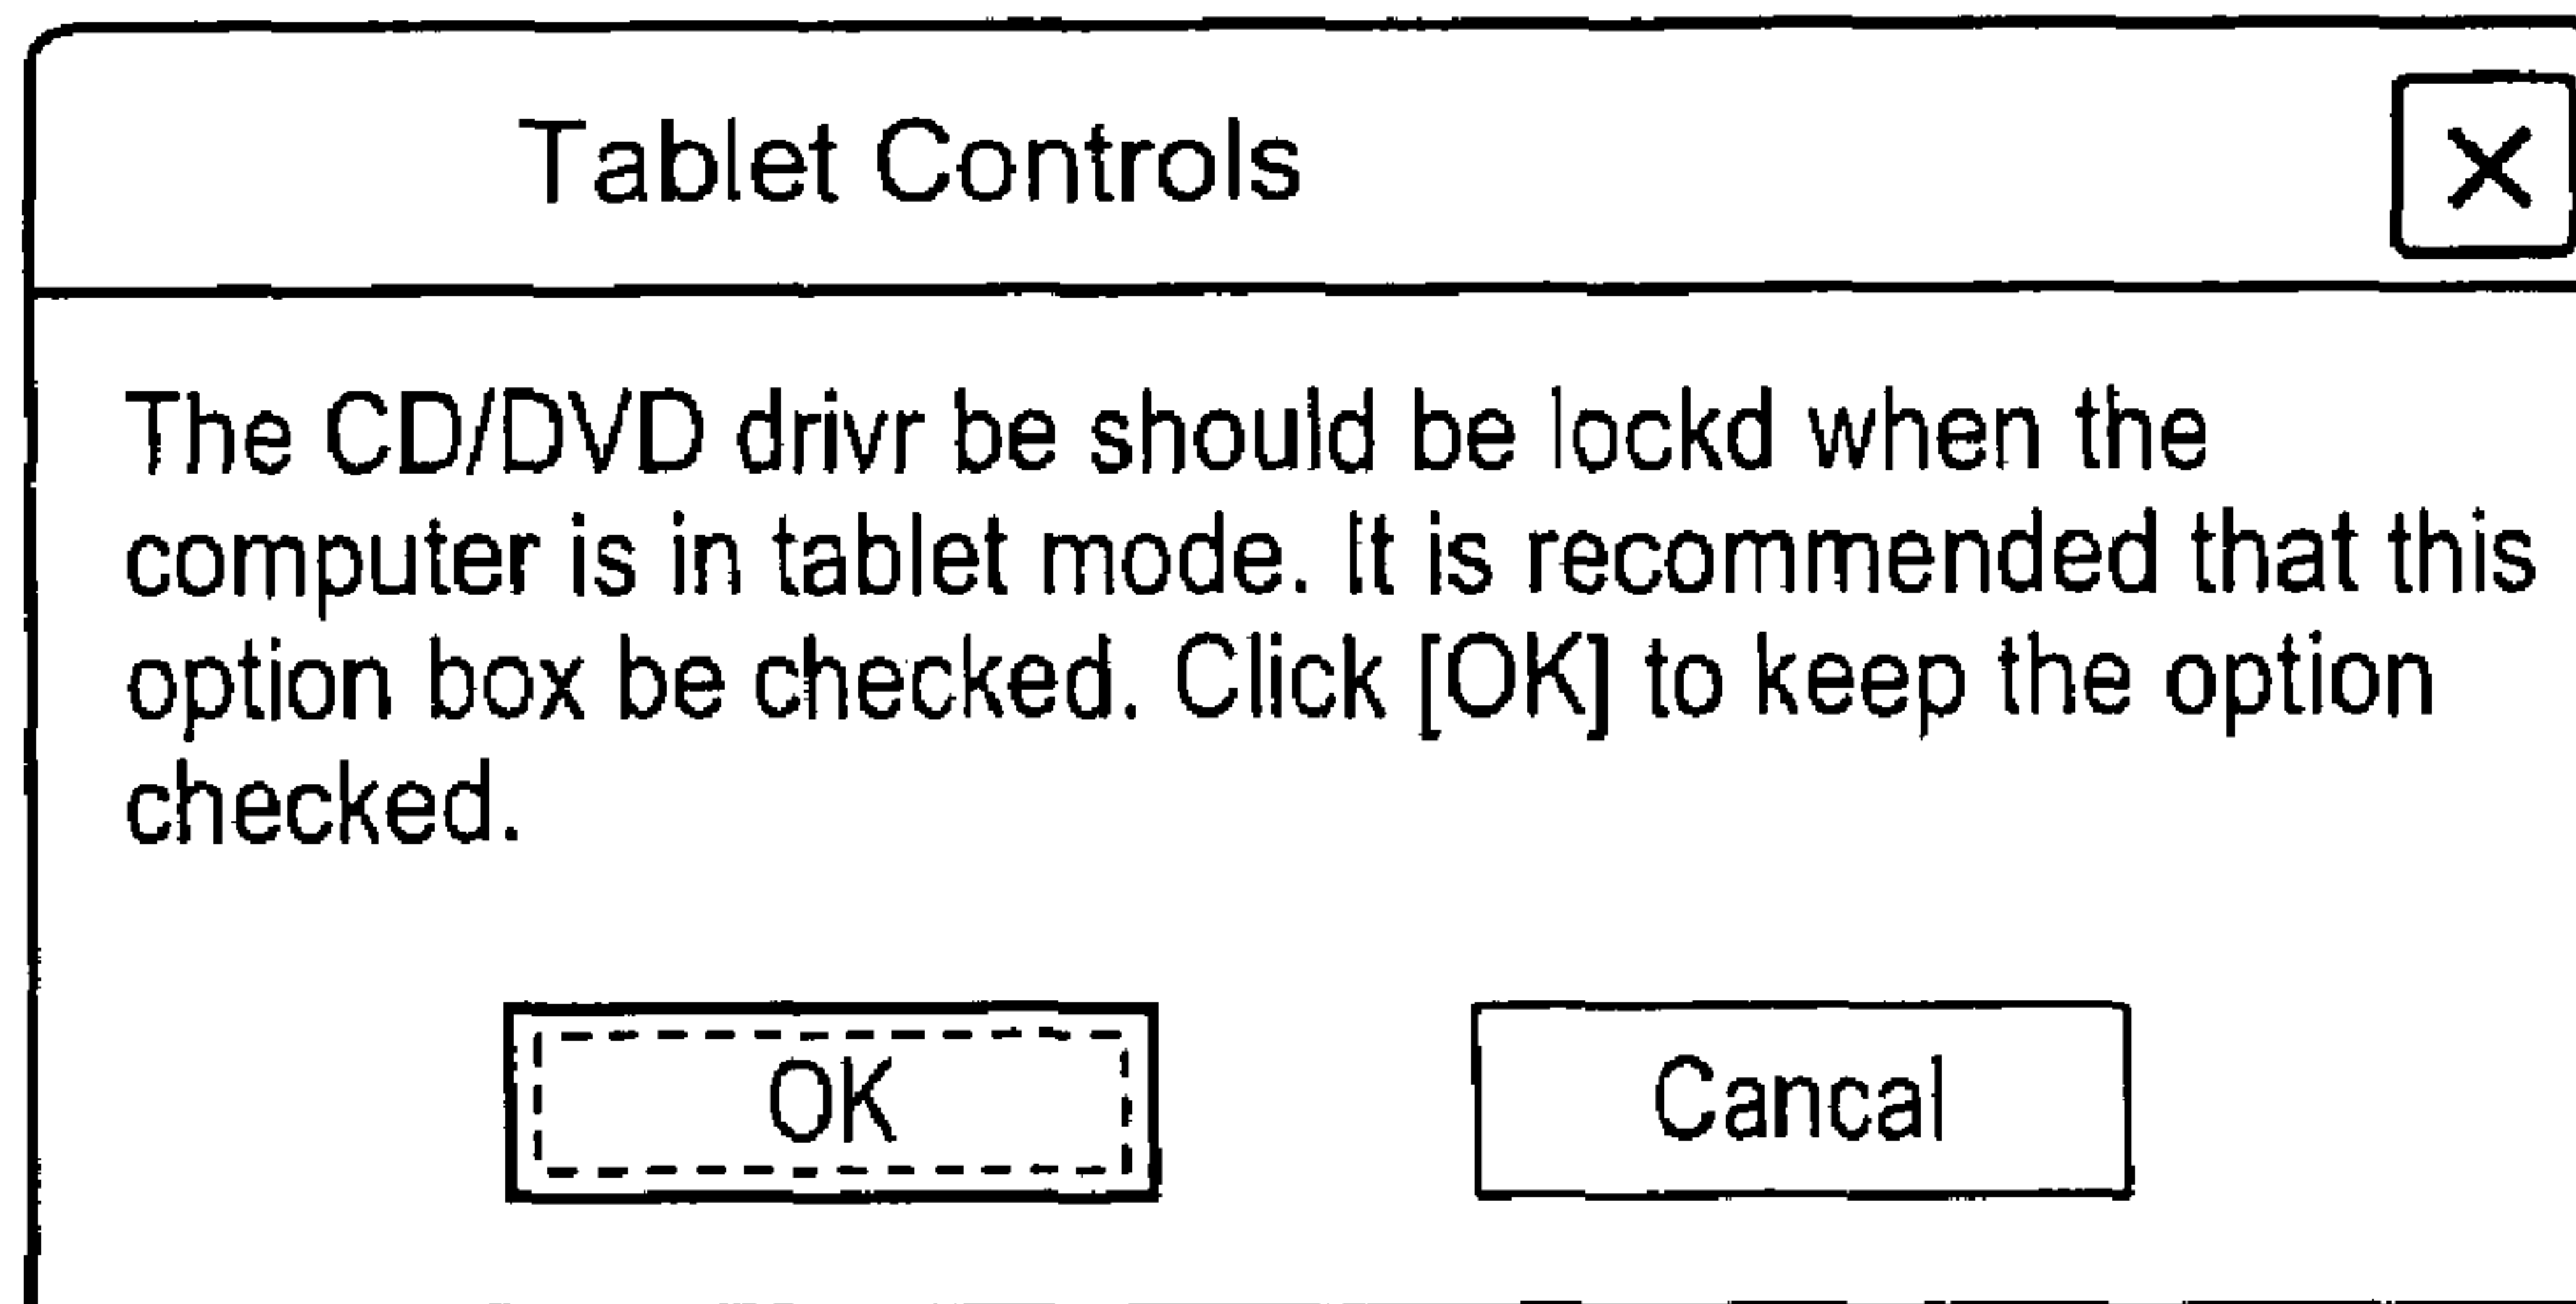 Tablet Controls
The CD/DVD drivr be should be lockd when the
computer is in tablet mode. It is recommended that this
option box be checked. Click [OK] to keep the option
checked.
OK
Cancal